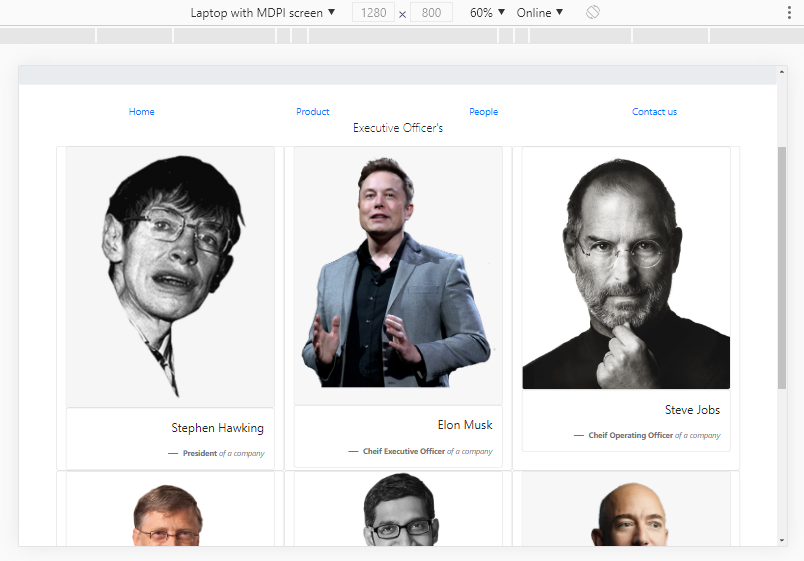 Laptop with MDPI screen ▼ 1280 × 800 60% ▼ Online ▼
Home Product People Contact us
Executive Officer's
Stephen Hawking
— President of a company
Elon Musk
— Cheif Executive Officer of a company
Steve Jobs
— Cheif Operating Officer of a company